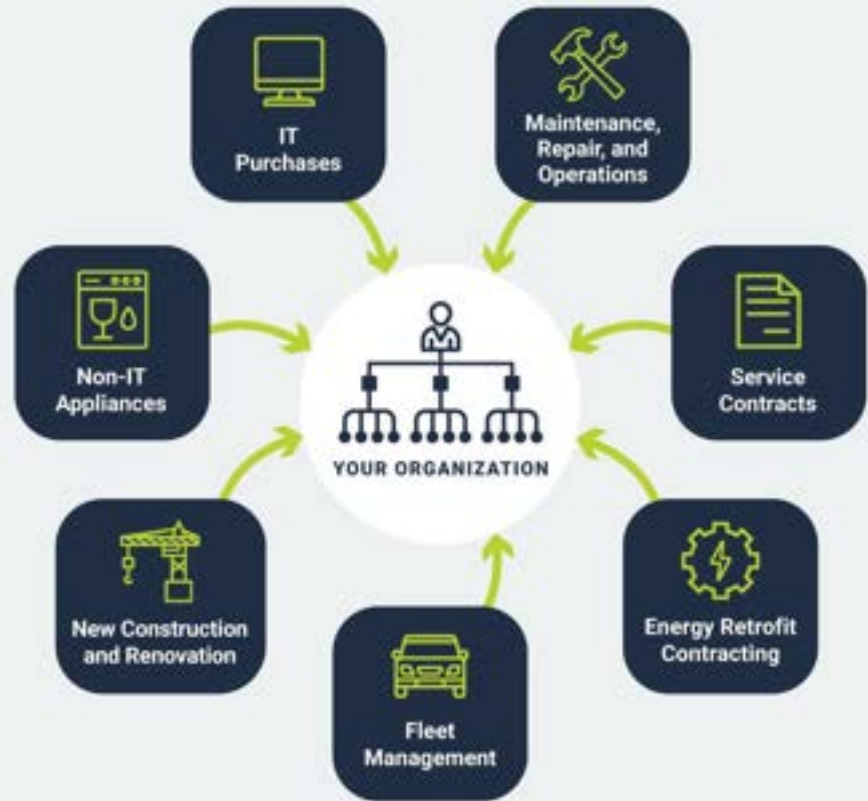 IT
Purchases
Maintenance,
Repair, and
Operations
Non-IT
Appliances
Service
Contracts
YOUR ORGANIZATION
New Construction
and Renovation
Energy Retrofit
Contracting
Fleet
Management